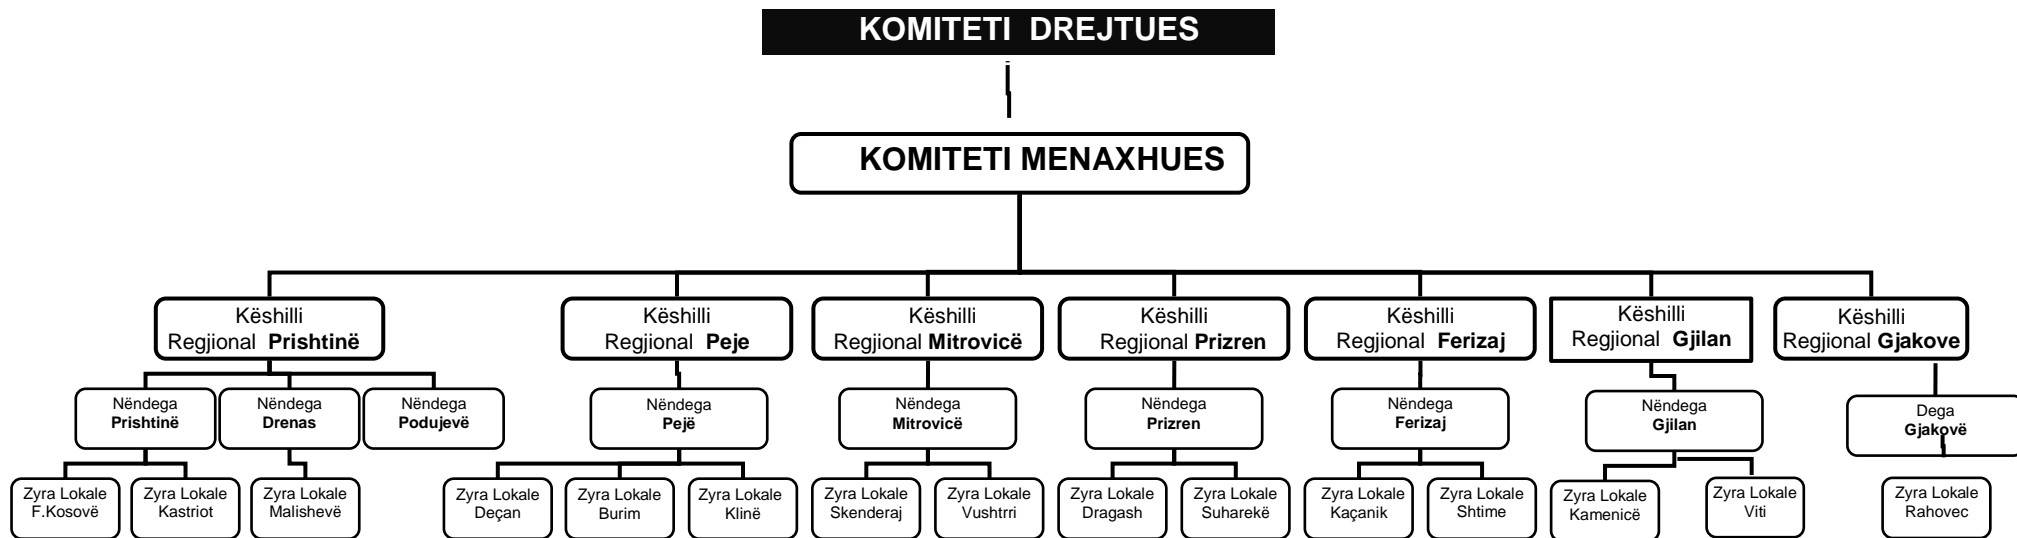 KOMITETI DREJTUES
KOMITETI MENAXHUES
Këshilli
Regjional Prishtinë
Këshilli
Regjional Peje
Këshilli
Regjional Mitrovicë
Këshilli
Regjional Prizren
Këshilli
Regjional Ferizaj
Këshilli
Regjional Gjilan
Këshilli
Regjional Gjakove
Nëndega
Prishtinë
Nëndega
Drenas
Nëndega
Podujevë
Nëndega
Pejë
Nëndega
Mitrovicë
Nëndega
Prizren
Nëndega
Ferizaj
Nëndega
Gjilan
Dega
Gjakovë
Zyra Lokale
F.Kosovë
Zyra Lokale
Kastriot
Zyra Lokale
Malishevë
Zyra Lokale
Deçan
Zyra Lokale
Burim
Zyra Lokale
Klinë
Zyra Lokale
Skenderaj
Zyra Lokale
Vushtrri
Zyra Lokale
Dragash
Zyra Lokale
Suharekë
Zyra Lokale
Kaçanik
Zyra Lokale
Shtime
Zyra Lokale
Kamenicë
Zyra Lokale
Viti
Zyra Lokale
Rahovec